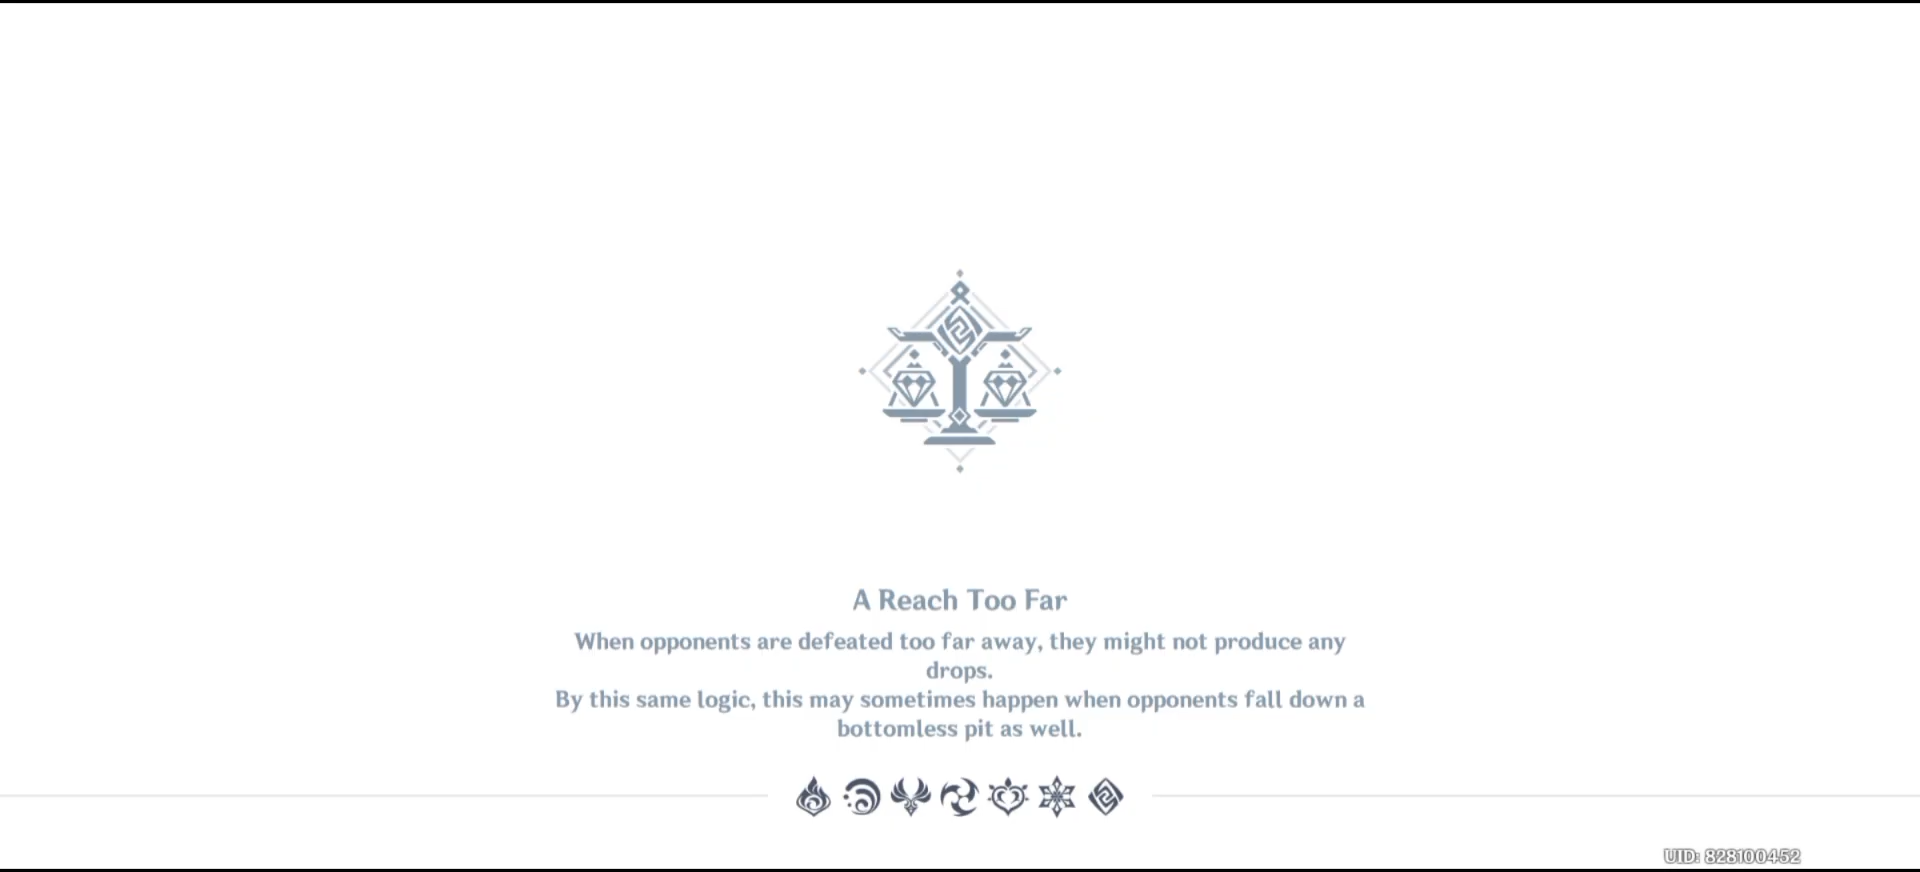 A Reach Too Far
When opponents are defeated too far away, they might not produce any
drops.
By this same logic, this may sometimes happen when opponents fall down a
bottomless pit as well.
UID: 828100452